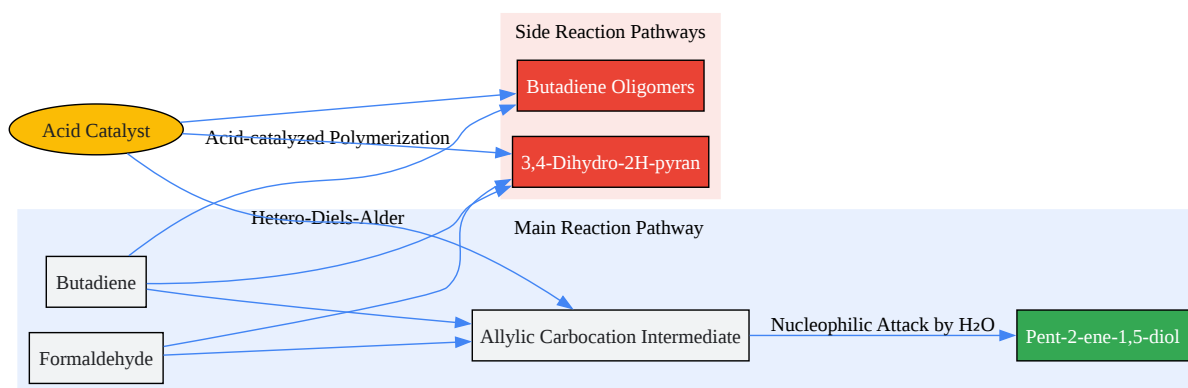 Side Reaction Pathways
Butadiene Oligomers
Acid Catalyst
Acid-catalyzed Polymerization
3,4-Dihydro-2H-pyran
Hetero-Diels-Alder
Main Reaction Pathway
Butadiene
Formaldehyde
Allylic Carbocation Intermediate
Nucleophilic Attack by H₂O
Pent-2-ene-1,5-diol